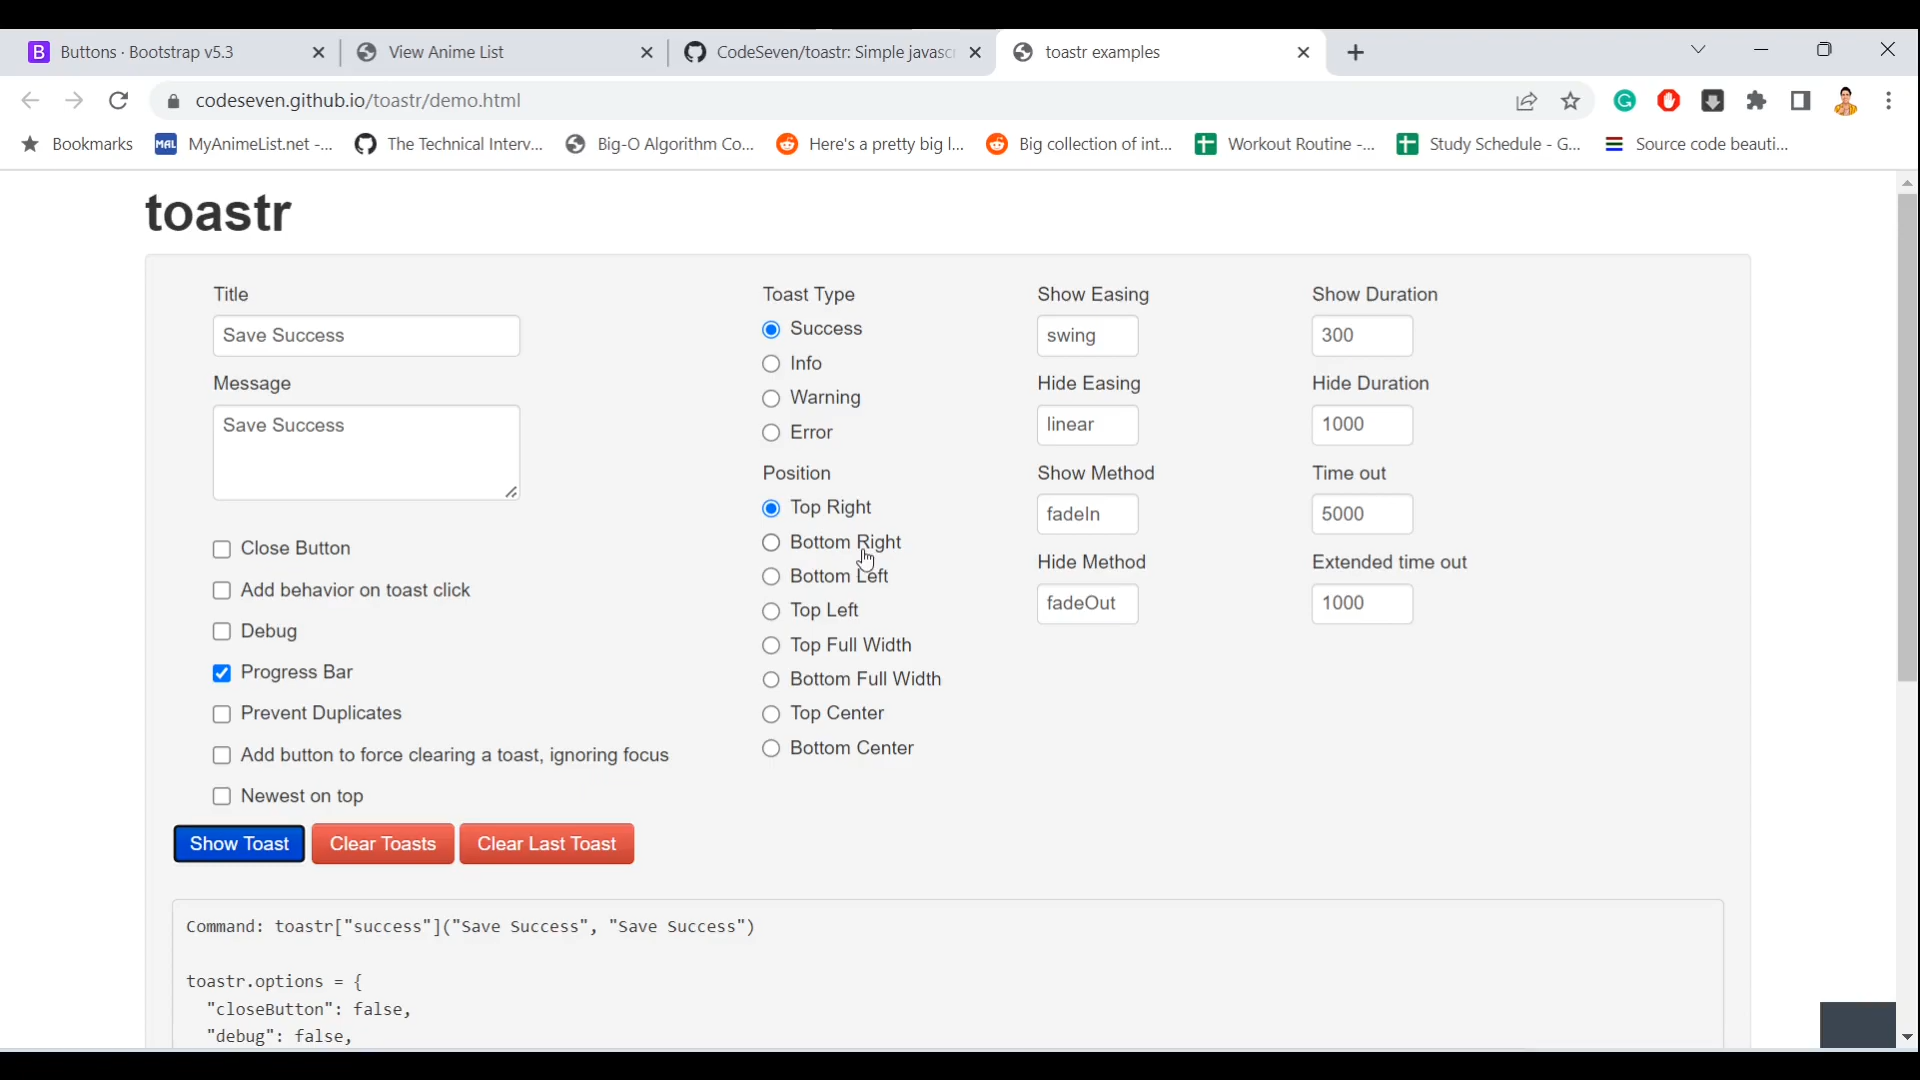 Buttons · Bootstrap v5.3
View Anime List
CodeSeven/toastr: Simple javasc
toastr examples
codeseven.github.io/toastr/demo.html
Bookmarks
MyAnimeList.net -...
The Technical Interv...
Big-O Algorithm Co...
Here's a pretty big l...
Big collection of int...
Workout Routine -...
Study Schedule - G...
Source code beauti...
toastr
Title
Save Success
Message
Save Success
Close Button
Add behavior on toast click
Debug
Progress Bar
Prevent Duplicates
Add button to force clearing a toast, ignoring focus
Newest on top
Toast Type
Success
Info
Warning
Error
Position
Top Right
Bottom Right
Bottom Left
Top Left
Top Full Width
Bottom Full Width
Top Center
Bottom Center
Show Easing
swing
Hide Easing
linear
Show Method
fadeIn
Hide Method
fadeOut
Show Duration
300
Hide Duration
1000
Time out
5000
Extended time out
1000
Show Toast
Clear Toasts
Clear Last Toast
Command: toastr["success"]("Save Success", "Save Success")
toastr.options = {
"closeButton": false,
"debug": false,